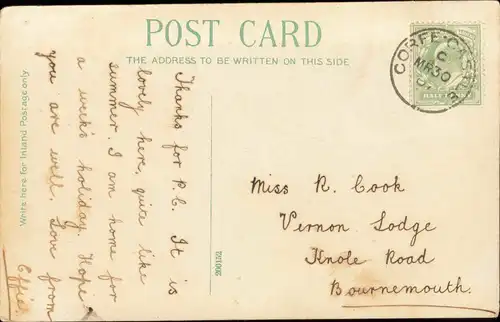 POST CARD
THE ADDRESS TO BE WRITTEN ON THIS SIDE
Write here for Inland Postage only
Thanks for P.C. It is
lovely here, quite like
summer. I am home for
a week's holiday. Hope
you are well. Love from
Effie
CORFE-CASTLE
C
MR 30
Miss R. Cook
Vernon Lodge
Knole Road
Bournemouth.